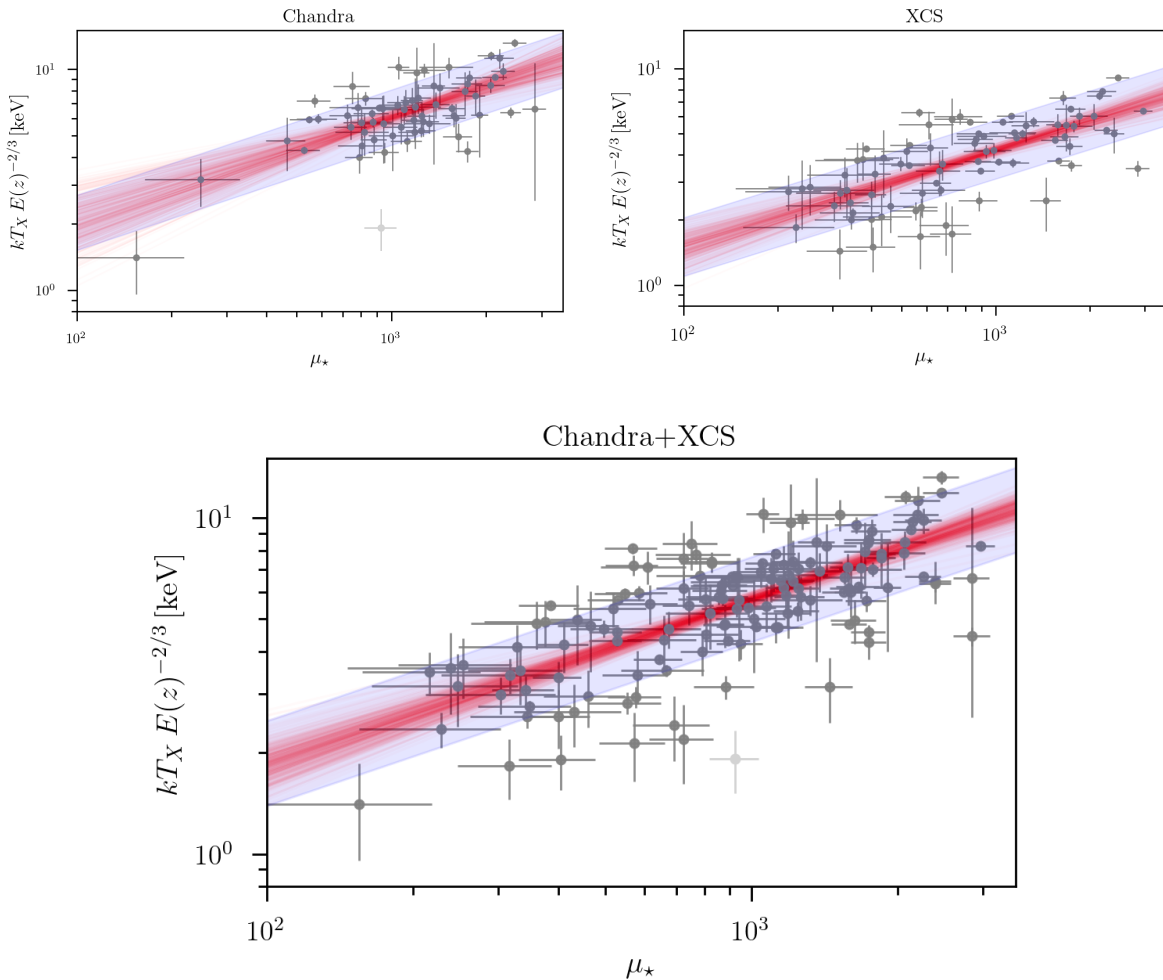 Chandra
XCS
kT_X E(z)^{-2/3} [keV]
10^1
10^0
10^2
10^3
μ⋆
kT_X E(z)^{-2/3} [keV]
10^1
10^0
10^2
10^3
μ⋆
Chandra+XCS
kT_X E(z)^{-2/3} [keV]
10^1
10^0
10^2
10^3
μ⋆